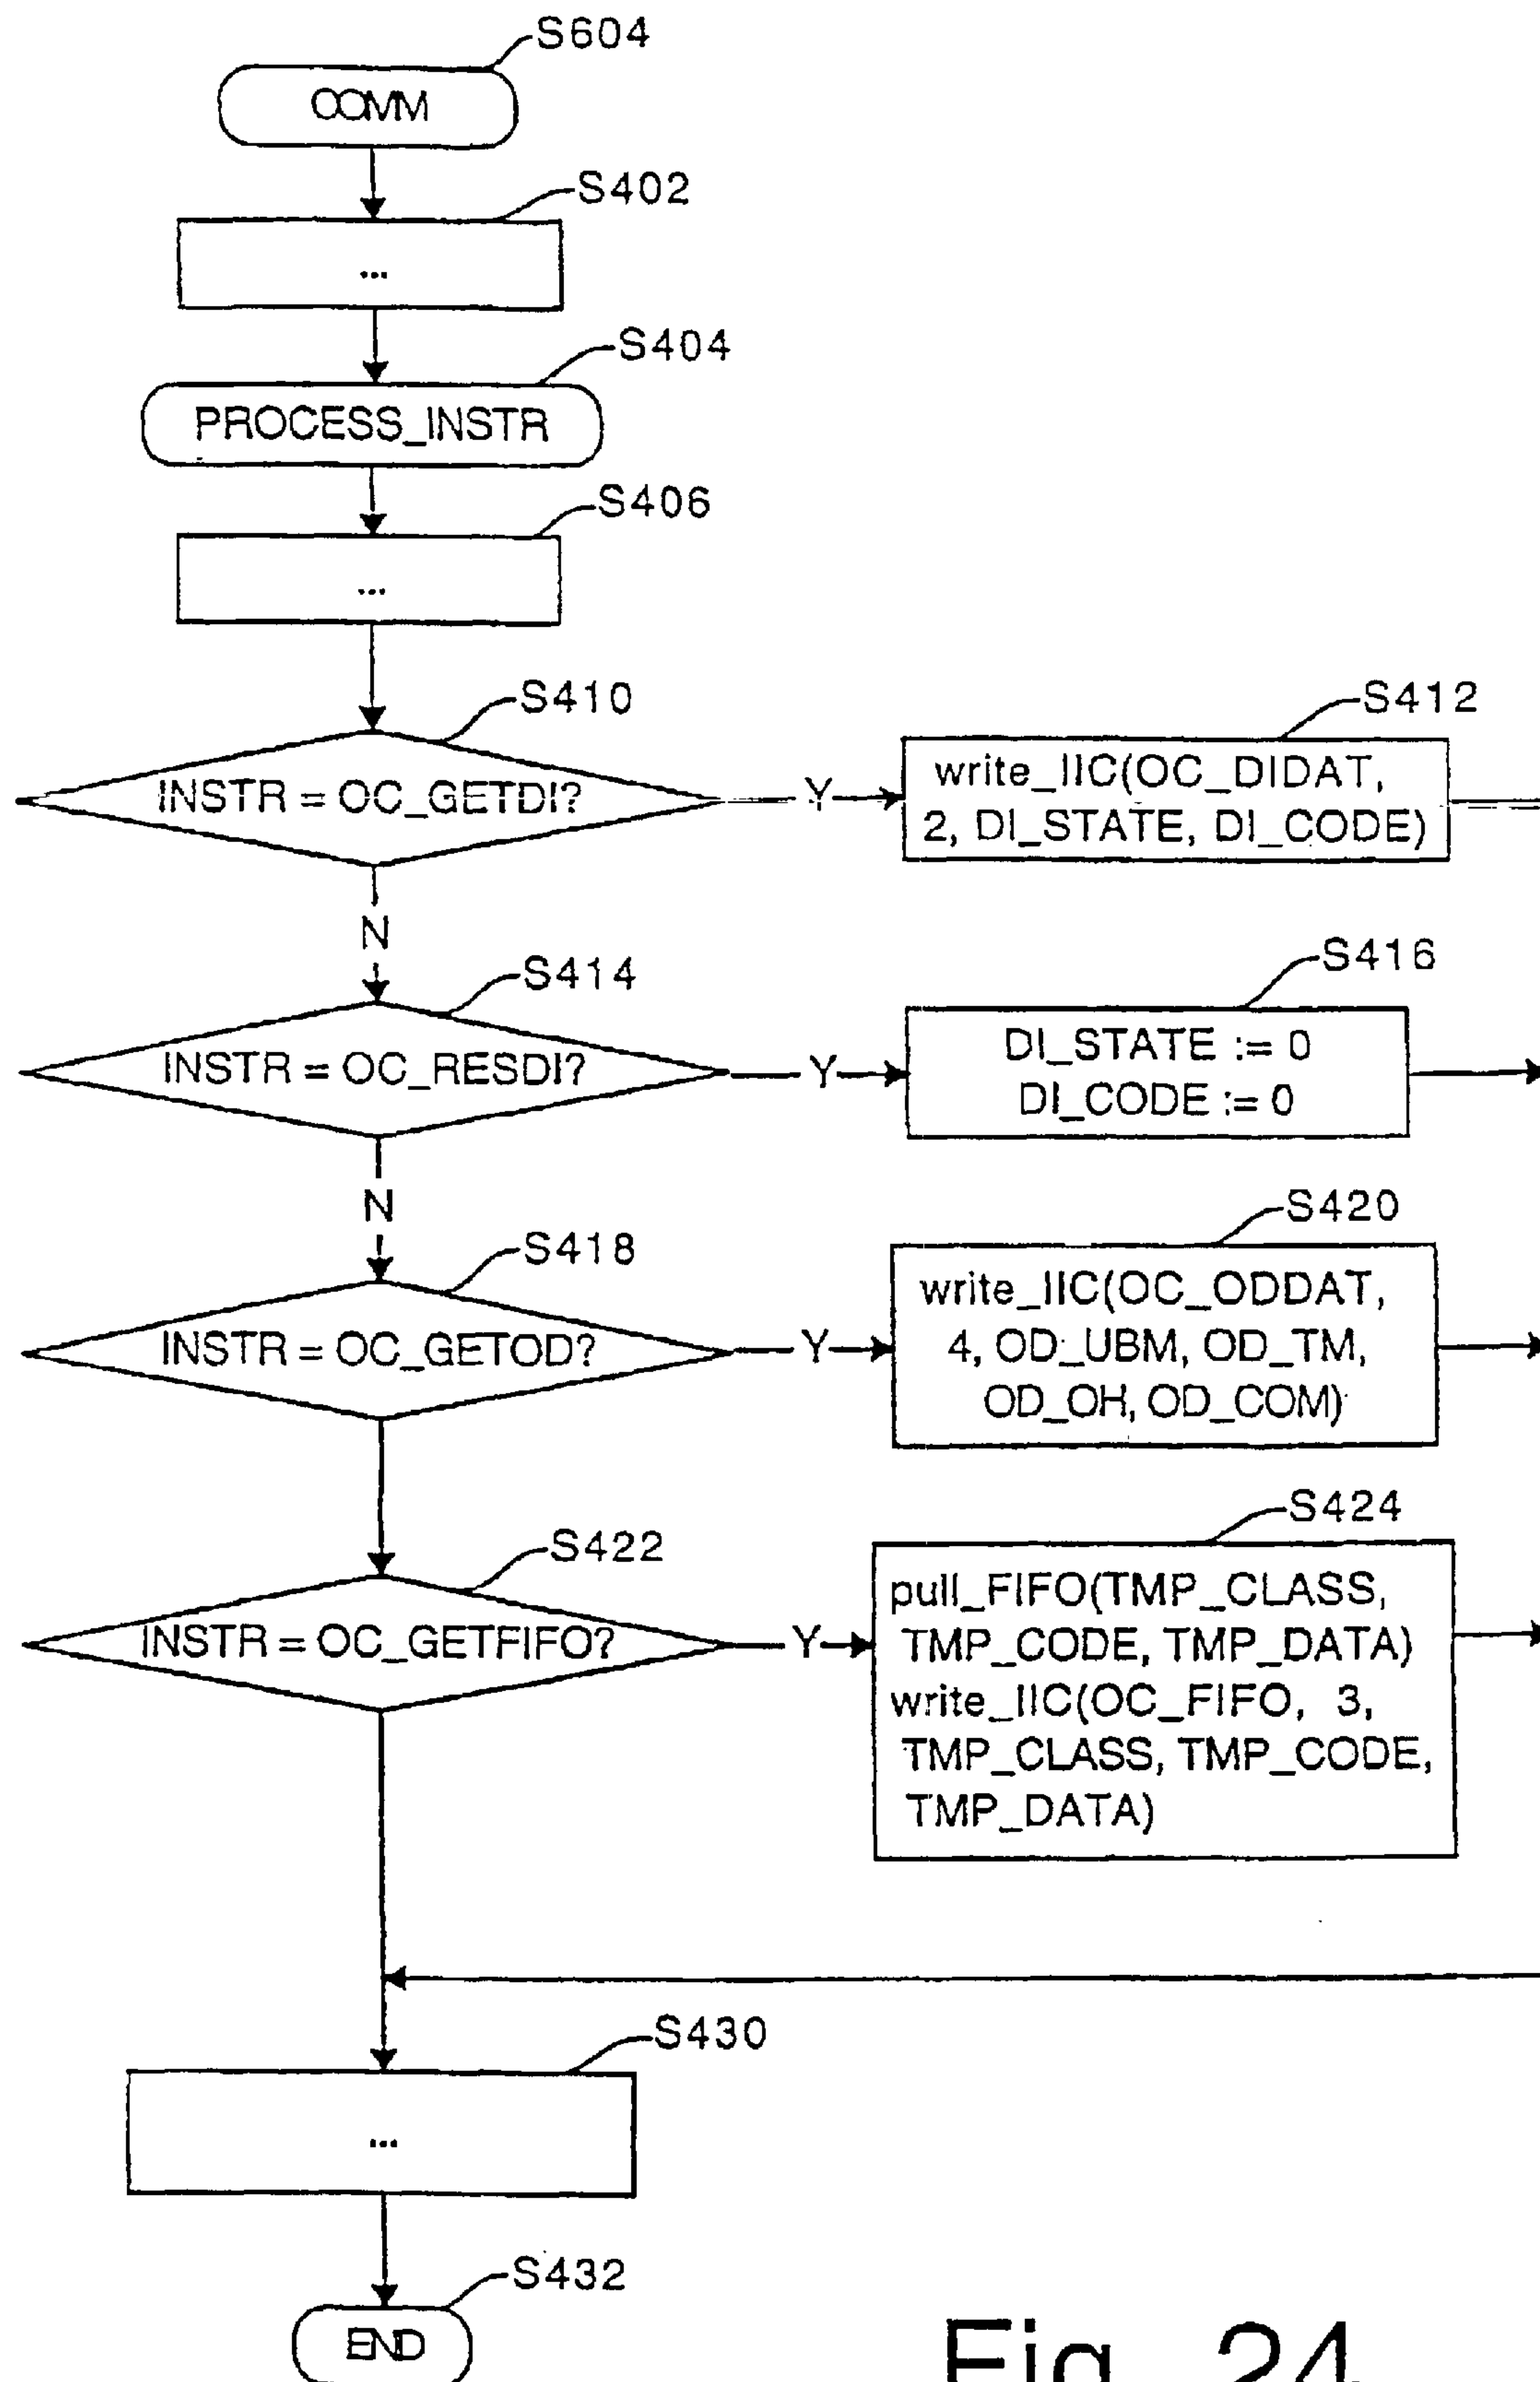 S604
COMM
S402
...
S404
PROCESS_INSTR
S406
...
S410
INSTR = OC_GETDI?
Y
S412
write_IIC(OC_DIDAT,
2, DI_STATE, DI_CODE)
N
S414
INSTR = OC_RESDI?
Y
S416
DI_STATE := 0
DI_CODE := 0
N
S418
INSTR = OC_GETOD?
Y
S420
write_IIC(OC_ODDAT,
4, OD_UBM, OD_TM,
OD_OH, OD_COM)
S422
INSTR = OC_GETFIFO?
Y
S424
pull_FIFO(TMP_CLASS,
TMP_CODE, TMP_DATA)
write_IIC(OC_FIFO, 3,
TMP_CLASS, TMP_CODE,
TMP_DATA)
S430
...
S432
END
Fig. 24